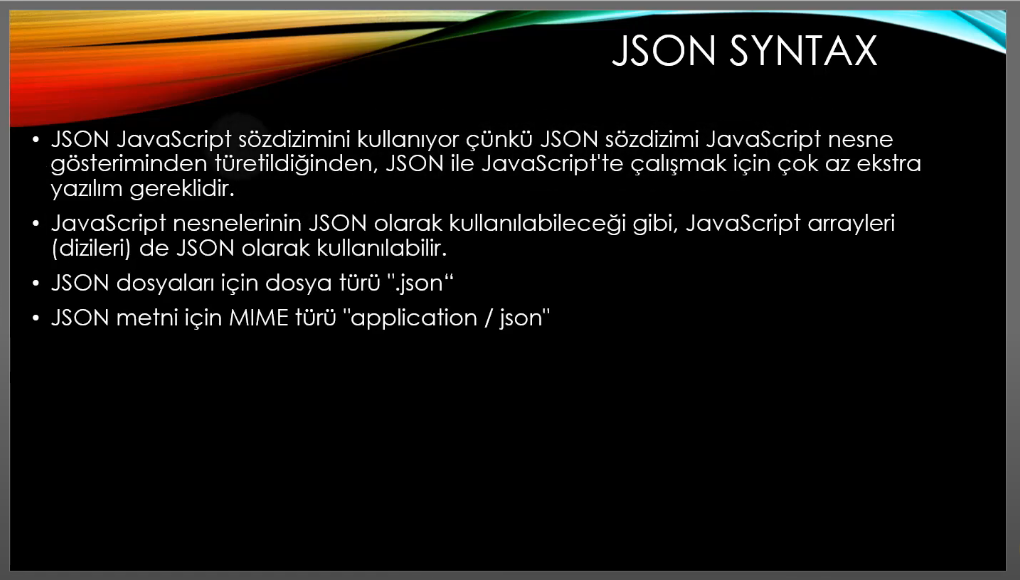 JSON SYNTAX
• JSON JavaScript sözdizimini kullanıyor çünkü JSON sözdizimi JavaScript nesne
gösteriminden türetildiğinden, JSON ile JavaScript'te çalışmak için çok az ekstra
yazılım gereklidir.
• JavaScript nesnelerinin JSON olarak kullanılabileceği gibi, JavaScript arrayleri
(dizileri) de JSON olarak kullanılabilir.
• JSON dosyaları için dosya türü ".json“
• JSON metni için MIME türü "application / json"